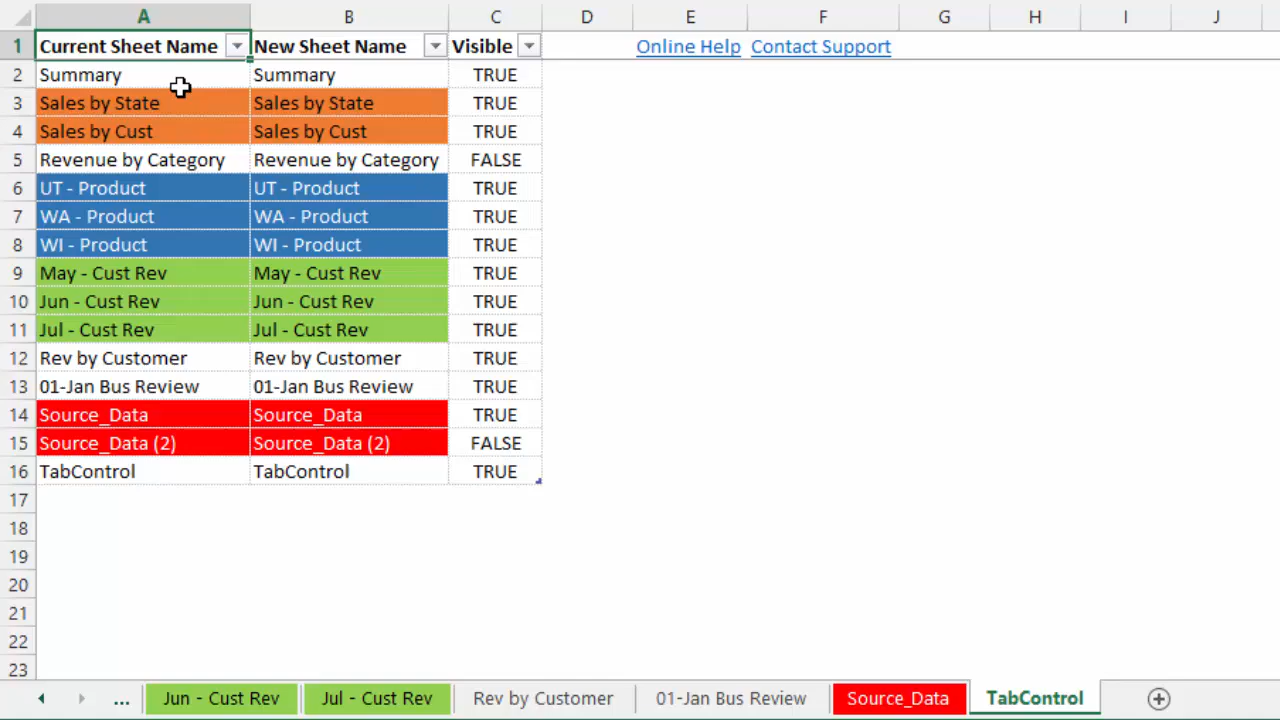 A B C D E F G H I J
1 Current Sheet Name New Sheet Name Visible Online Help Contact Support
2 Summary Summary TRUE
3 Sales by State Sales by State TRUE
4 Sales by Cust Sales by Cust TRUE
5 Revenue by Category Revenue by Category FALSE
6 UT - Product UT - Product TRUE
7 WA - Product WA - Product TRUE
8 WI - Product WI - Product TRUE
9 May - Cust Rev May - Cust Rev TRUE
10 Jun - Cust Rev Jun - Cust Rev TRUE
11 Jul - Cust Rev Jul - Cust Rev TRUE
12 Rev by Customer Rev by Customer TRUE
13 01-Jan Bus Review 01-Jan Bus Review TRUE
14 Source_Data Source_Data TRUE
15 Source_Data (2) Source_Data (2) FALSE
16 TabControl TabControl TRUE
17
18
19
20
21
22
23
... Jun - Cust Rev Jul - Cust Rev Rev by Customer 01-Jan Bus Review Source_Data TabControl